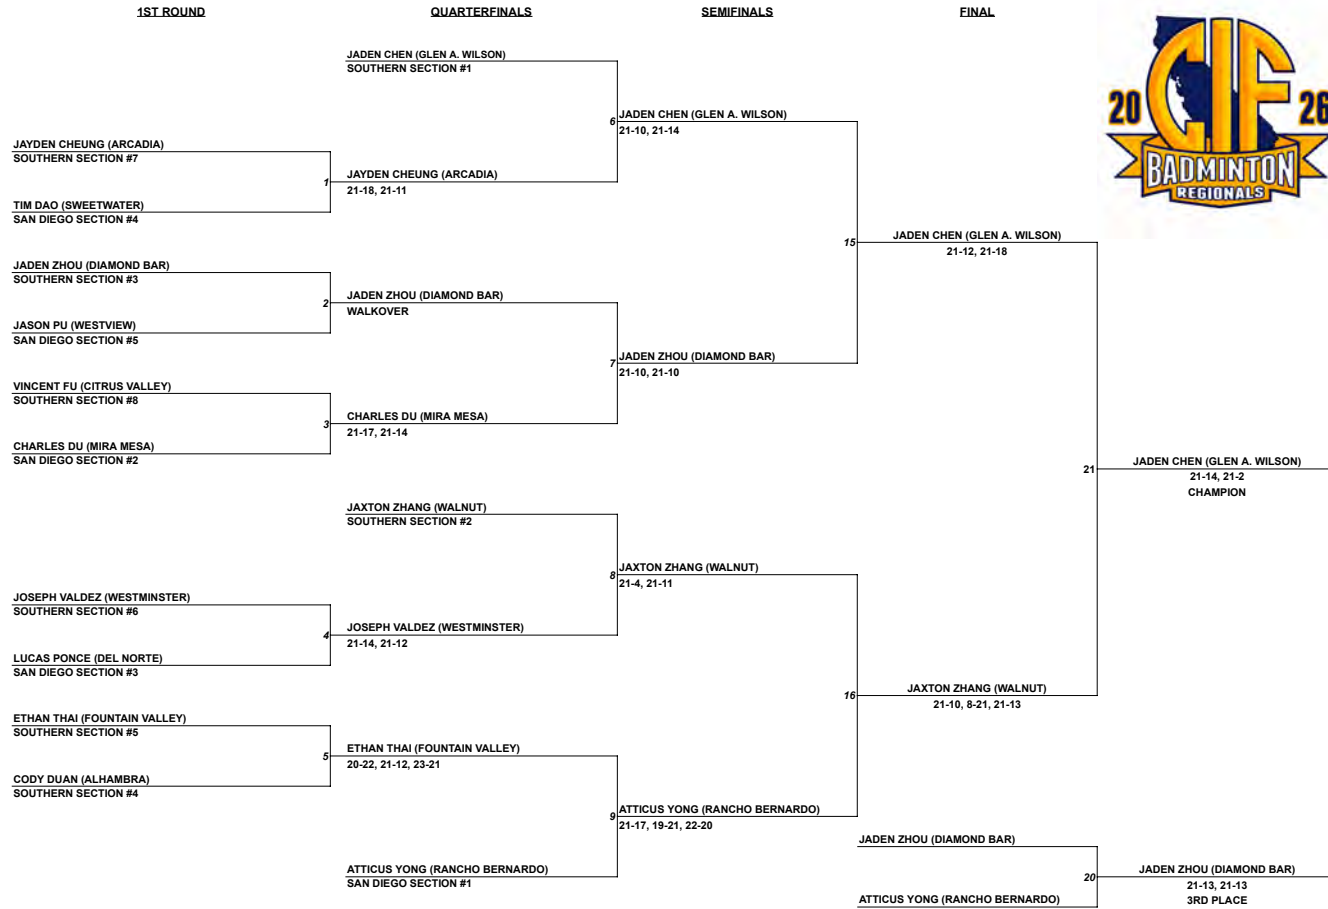 1ST ROUND
QUARTERFINALS
SEMIFINALS
FINAL
20 CIF 26
BADMINTON
REGIONALS
JAYDEN CHEUNG (ARCADIA)
SOUTHERN SECTION #7
1
TIM DAO (SWEETWATER)
SAN DIEGO SECTION #4
JADEN ZHOU (DIAMOND BAR)
SOUTHERN SECTION #3
2
JASON PU (WESTVIEW)
SAN DIEGO SECTION #5
VINCENT FU (CITRUS VALLEY)
SOUTHERN SECTION #8
3
CHARLES DU (MIRA MESA)
SAN DIEGO SECTION #2
JOSEPH VALDEZ (WESTMINSTER)
SOUTHERN SECTION #6
4
LUCAS PONCE (DEL NORTE)
SAN DIEGO SECTION #3
ETHAN THAI (FOUNTAIN VALLEY)
SOUTHERN SECTION #5
5
CODY DUAN (ALHAMBRA)
SOUTHERN SECTION #4
JADEN CHEN (GLEN A. WILSON)
SOUTHERN SECTION #1
6
JAYDEN CHEUNG (ARCADIA)
21-18, 21-11
JADEN ZHOU (DIAMOND BAR)
WALKOVER
7
CHARLES DU (MIRA MESA)
21-17, 21-14
JAXTON ZHANG (WALNUT)
SOUTHERN SECTION #2
8
JOSEPH VALDEZ (WESTMINSTER)
21-14, 21-12
ETHAN THAI (FOUNTAIN VALLEY)
20-22, 21-12, 23-21
9
ATTICUS YONG (RANCHO BERNARDO)
SAN DIEGO SECTION #1
JADEN CHEN (GLEN A. WILSON)
21-10, 21-14
15
JADEN ZHOU (DIAMOND BAR)
21-10, 21-10
JAXTON ZHANG (WALNUT)
21-4, 21-11
16
ATTICUS YONG (RANCHO BERNARDO)
21-17, 19-21, 22-20
JADEN CHEN (GLEN A. WILSON)
21-12, 21-18
21
JAXTON ZHANG (WALNUT)
21-10, 8-21, 21-13
JADEN CHEN (GLEN A. WILSON)
21-14, 21-2
CHAMPION
JADEN ZHOU (DIAMOND BAR)
20
ATTICUS YONG (RANCHO BERNARDO)
JADEN ZHOU (DIAMOND BAR)
21-13, 21-13
3RD PLACE